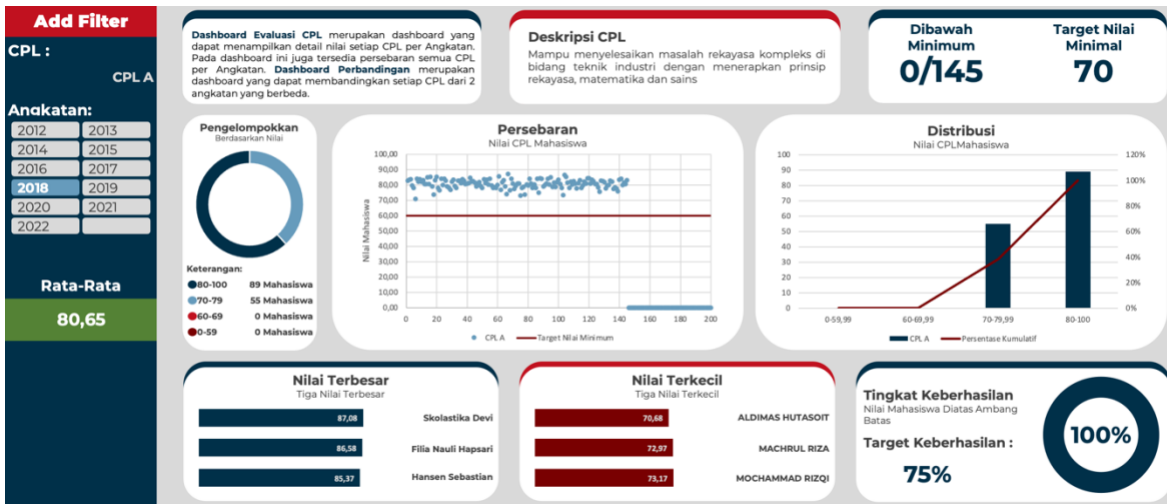 Add Filter
CPL :
CPL A
Angkatan:
2012 2013
2014 2015
2016 2017
2018 2019
2020 2021
2022
Rata-Rata
80,65
Dashboard Evaluasi CPL merupakan dashboard yang
dapat menampilkan detail nilai setiap CPL per Angkatan.
Pada dashboard ini juga tersedia persebaran semua CPL
per Angkatan. Dashboard Perbandingan merupakan
dashboard yang dapat membandingkan setiap CPL dari 2
angkatan yang berbeda.
Deskripsi CPL
Mampu menyelesaikan masalah rekayasa kompleks di
bidang teknik industri dengan menerapkan prinsip
rekayasa, matematika dan sains
Dibawah
Minimum
0/145
Target Nilai
Minimal
70
Pengelompokkan
Berdasarkan Nilai
Keterangan:
80-100 89 Mahasiswa
70-79 55 Mahasiswa
60-69 0 Mahasiswa
0-59 0 Mahasiswa
Persebaran
Nilai CPL Mahasiswa
Nilai Mahasiswa
100,00
90,00
80,00
70,00
60,00
50,00
40,00
30,00
20,00
10,00
0,00
0 20 40 60 80 100 120 140 160 180 200
CPL A Target Nilai Minimum
Distribusi
Nilai CPLMahasiswa
100
90
80
70
60
50
40
30
20
10
0
120%
100%
80%
60%
40%
20%
0%
0-59,99 60-69,99 70-79,99 80-100
CPL A Persentase Kumulatif
Nilai Terbesar
Tiga Nilai Terbesar
87,08 Skolastika Devi
86,58 Filia Nauli Hapsari
85,37 Hansen Sebastian
Nilai Terkecil
Tiga Nilai Terkecil
70,68 ALDIMAS HUTASOIT
72,97 MACHRUL RIZA
73,17 MOCHAMMAD RIZQI
Tingkat Keberhasilan
Nilai Mahasiswa Diatas Ambang
Batas
Target Keberhasilan :
75%
100%